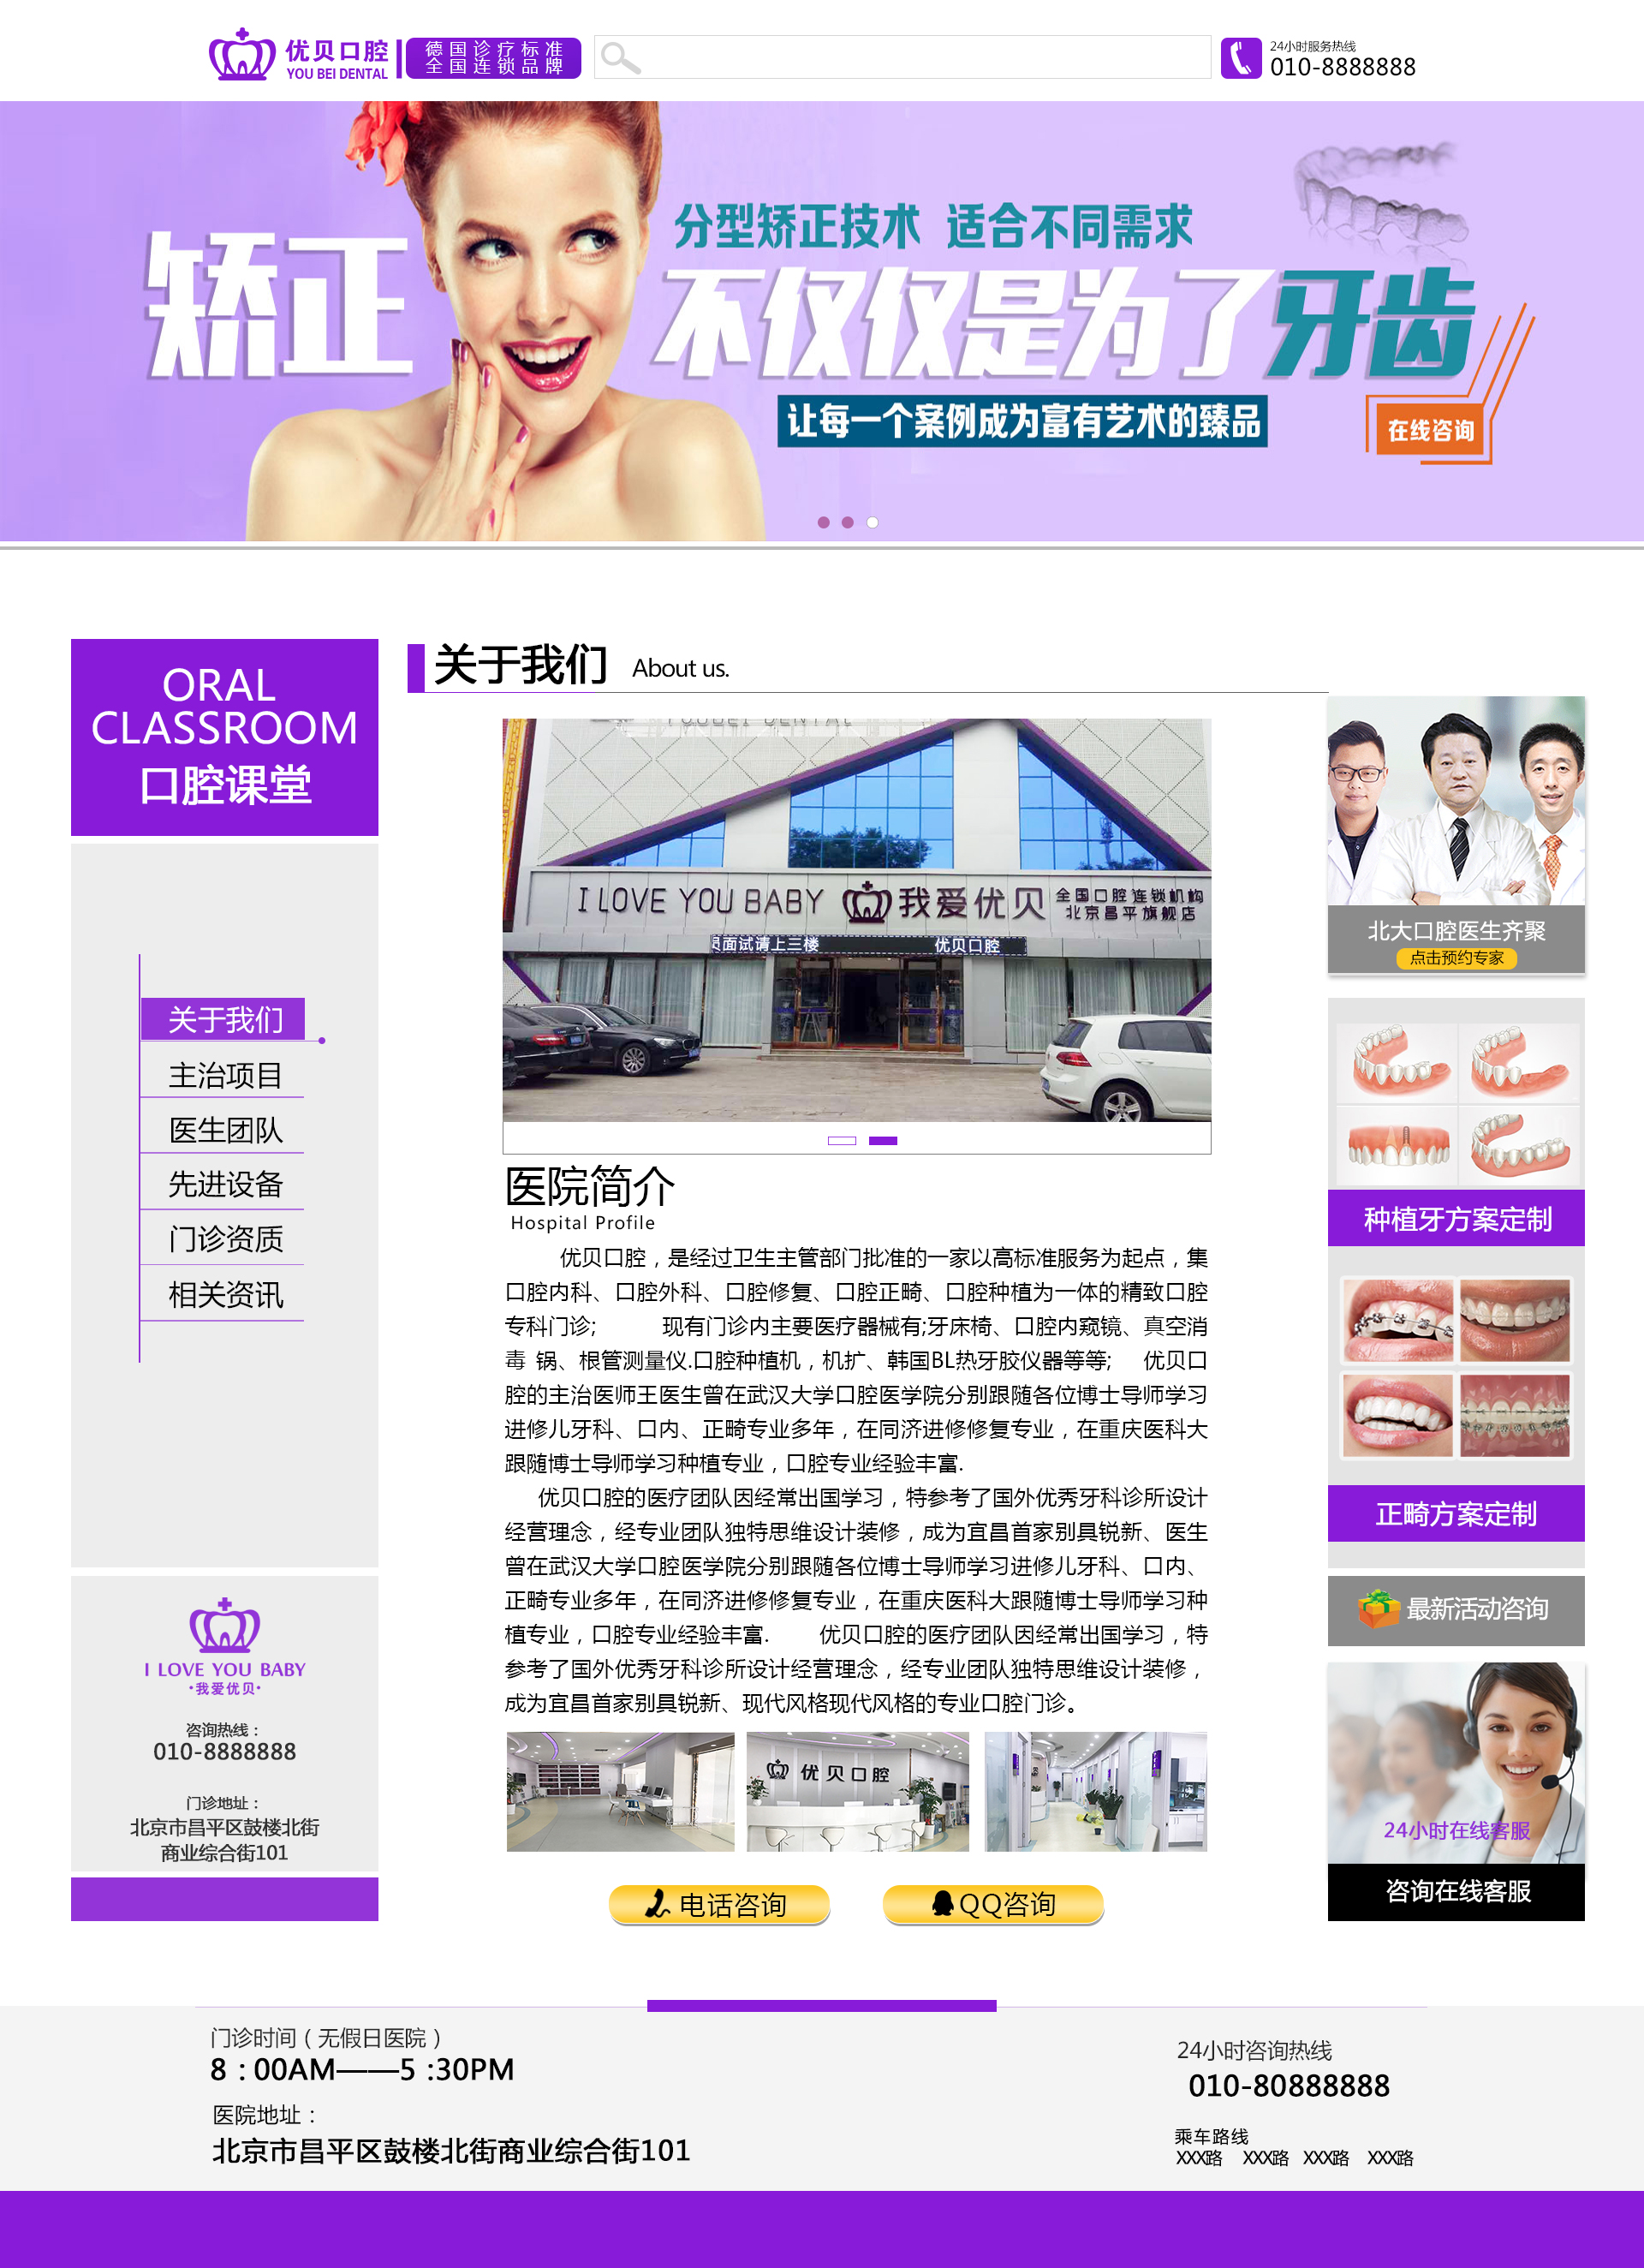 优贝口腔
YOU BEI DENTAL
德国诊疗标准
全国连锁品牌
24小时服务热线
010-8888888
分型矫正技术 适合不同需求
矫正 不仅仅是为了牙齿
让每一个案例成为富有艺术的臻品
在线咨询
ORAL
CLASSROOM
口腔课堂
关于我们
主治项目
医生团队
先进设备
门诊资质
相关资讯
I LOVE YOU BABY
·我爱优贝·
咨询热线：
010-8888888
门诊地址：
北京市昌平区鼓楼北街
商业综合街101
关于我们 About us.
YOUBEI DENTAL
I LOVE YOU BABY 我爱优贝 全国口腔连锁机构
北京昌平旗舰店
员面试请上三楼 优贝口腔
医院简介
Hospital Profile
优贝口腔，是经过卫生主管部门批准的一家以高标准服务为起点，集
口腔内科、口腔外科、口腔修复、口腔正畸、口腔种植为一体的精致口腔
专科门诊; 现有门诊内主要医疗器械有;牙床椅、口腔内窥镜、真空消
毒 锅、根管测量仪.口腔种植机，机扩、韩国BL热牙胶仪器等等; 优贝口
腔的主治医师王医生曾在武汉大学口腔医学院分别跟随各位博士导师学习
进修儿牙科、口内、正畸专业多年，在同济进修修复专业，在重庆医科大
跟随博士导师学习种植专业，口腔专业经验丰富.
优贝口腔的医疗团队因经常出国学习，特参考了国外优秀牙科诊所设计
经营理念，经专业团队独特思维设计装修，成为宜昌首家别具锐新、医生
曾在武汉大学口腔医学院分别跟随各位博士导师学习进修儿牙科、口内、
正畸专业多年，在同济进修修复专业，在重庆医科大跟随博士导师学习种
植专业，口腔专业经验丰富. 优贝口腔的医疗团队因经常出国学习，特
参考了国外优秀牙科诊所设计经营理念，经专业团队独特思维设计装修，
成为宜昌首家别具锐新、现代风格现代风格的专业口腔门诊。
优贝口腔
电话咨询
QQ咨询
北大口腔医生齐聚
点击预约专家
种植牙方案定制
正畸方案定制
最新活动咨询
24小时在线客服
咨询在线客服
门诊时间（无假日医院）
8：00AM——5：30PM
医院地址：
北京市昌平区鼓楼北街商业综合街101
24小时咨询热线
010-80888888
乘车路线
XXX路 XXX路 XXX路 XXX路